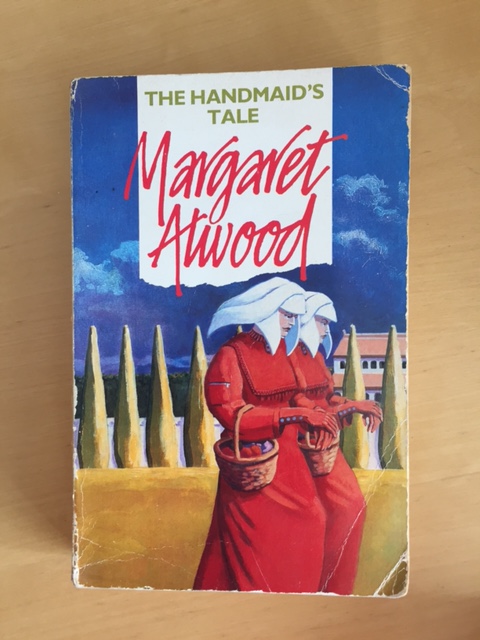 THE HANDMAID'S
TALE
Margaret
Atwood